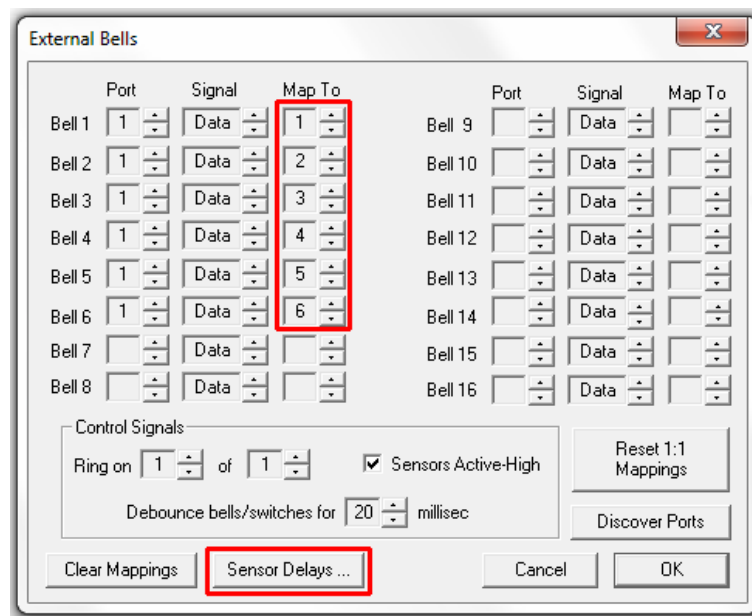 External Bells
Port Signal Map To Port Signal Map To
Bell 1 1 Data 1 Bell 9 Data
Bell 2 1 Data 2 Bell 10 Data
Bell 3 1 Data 3 Bell 11 Data
Bell 4 1 Data 4 Bell 12 Data
Bell 5 1 Data 5 Bell 13 Data
Bell 6 1 Data 6 Bell 14 Data
Bell 7 Data Bell 15 Data
Bell 8 Data Bell 16 Data
Control Signals
Ring on 1 of 1 Sensors Active-High
Debounce bells/switches for 20 millisec
Reset 1:1
Mappings
Discover Ports
Clear Mappings Sensor Delays ... Cancel OK